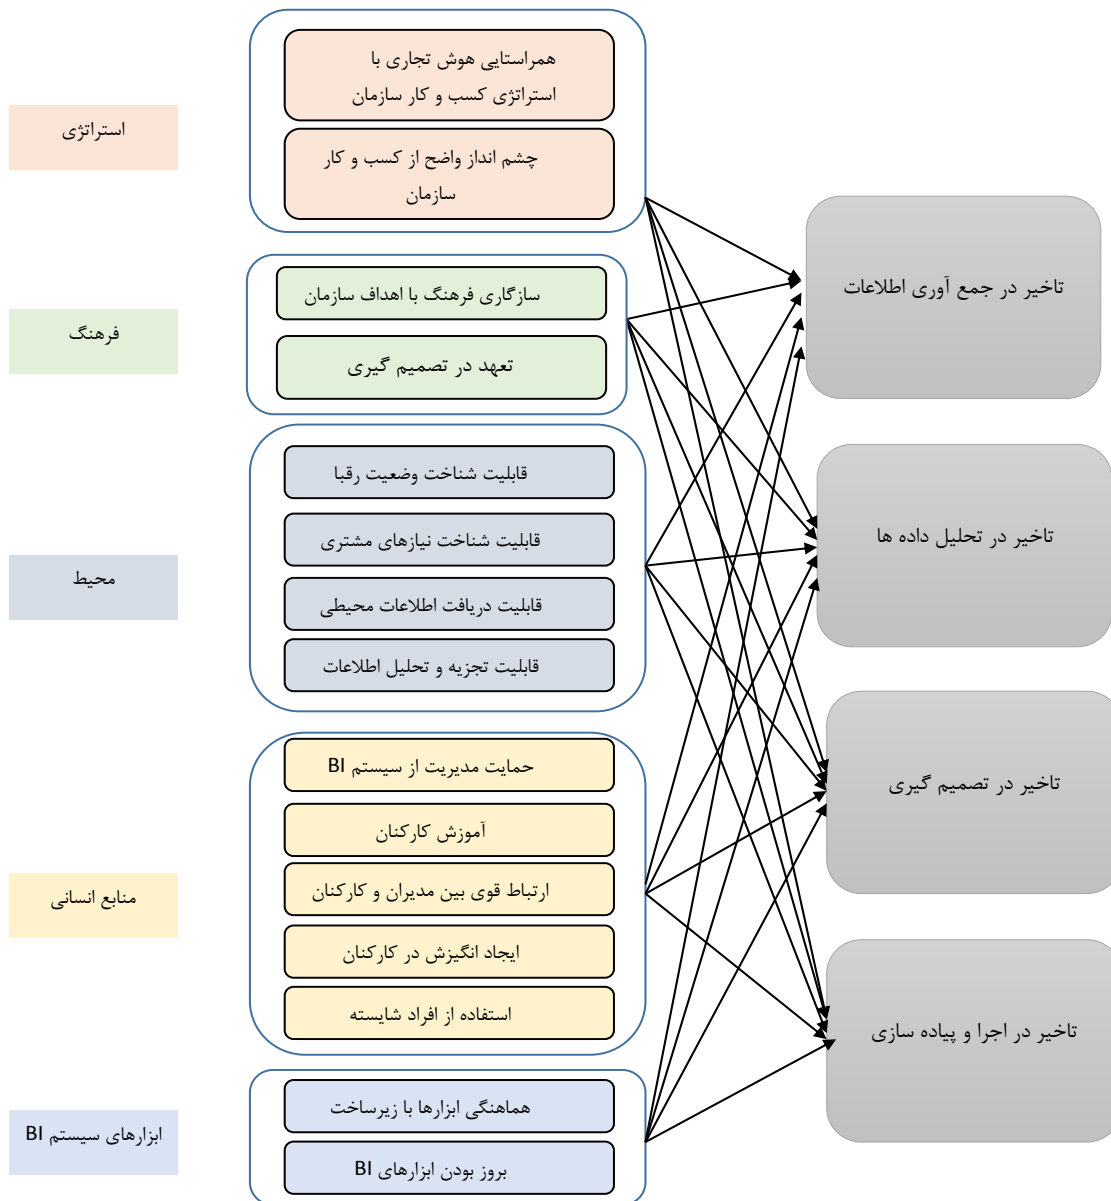 استراتژی
همراستایی هوش تجاری با
استراتژی کسب و کار سازمان
چشم انداز واضح از کسب و کار
سازمان
فرهنگ
سازگاری فرهنگ با اهداف سازمان
تعهد در تصمیم گیری
محیط
قابلیت شناخت وضعیت رقبا
قابلیت شناخت نیازهای مشتری
قابلیت دریافت اطلاعات محیطی
قابلیت تجزیه و تحلیل اطلاعات
منابع انسانی
حمایت مدیریت از سیستم BI
آموزش کارکنان
ارتباط قوی بین مدیران و کارکنان
ایجاد انگیزش در کارکنان
استفاده از افراد شایسته
ابزارهای سیستم BI
هماهنگی ابزارها با زیرساخت
بروز بودن ابزارهای BI
تاخیر در جمع آوری اطلاعات
تاخیر در تحلیل داده ها
تاخیر در تصمیم گیری
تاخیر در اجرا و پیاده سازی